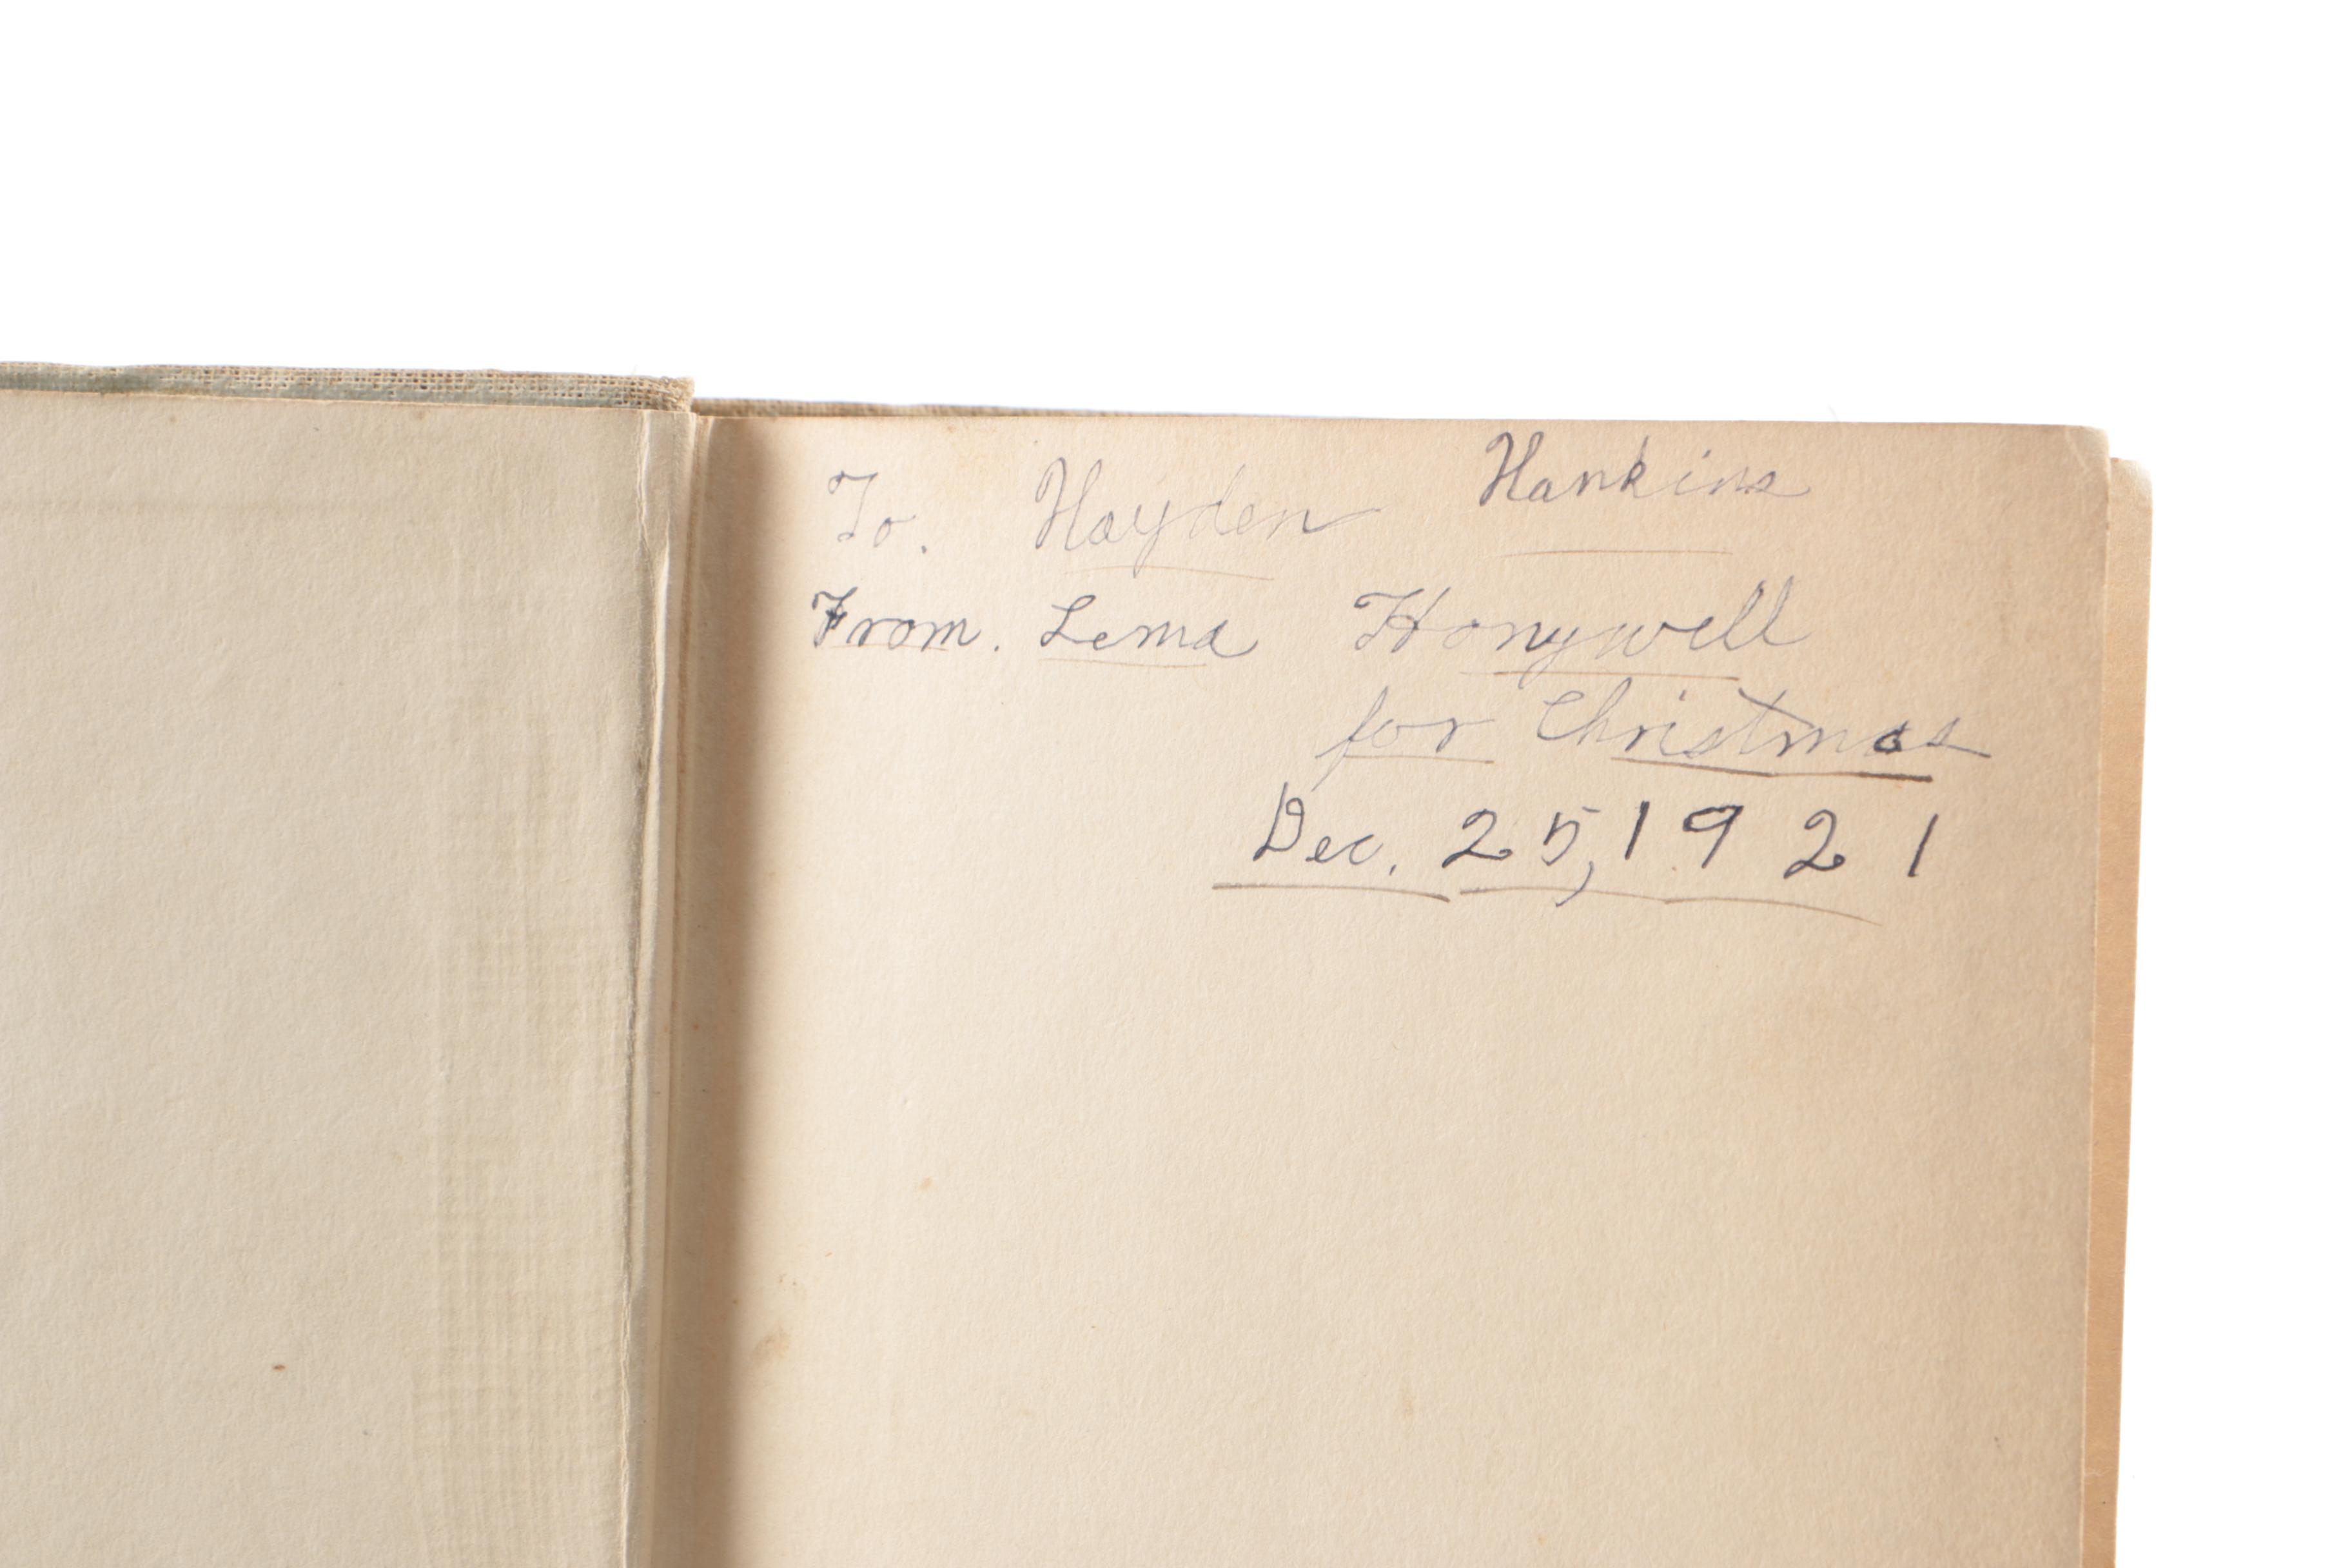 To. Hayden Hankins
From. Lema Honywell
for Christmas
Dec. 25, 1921